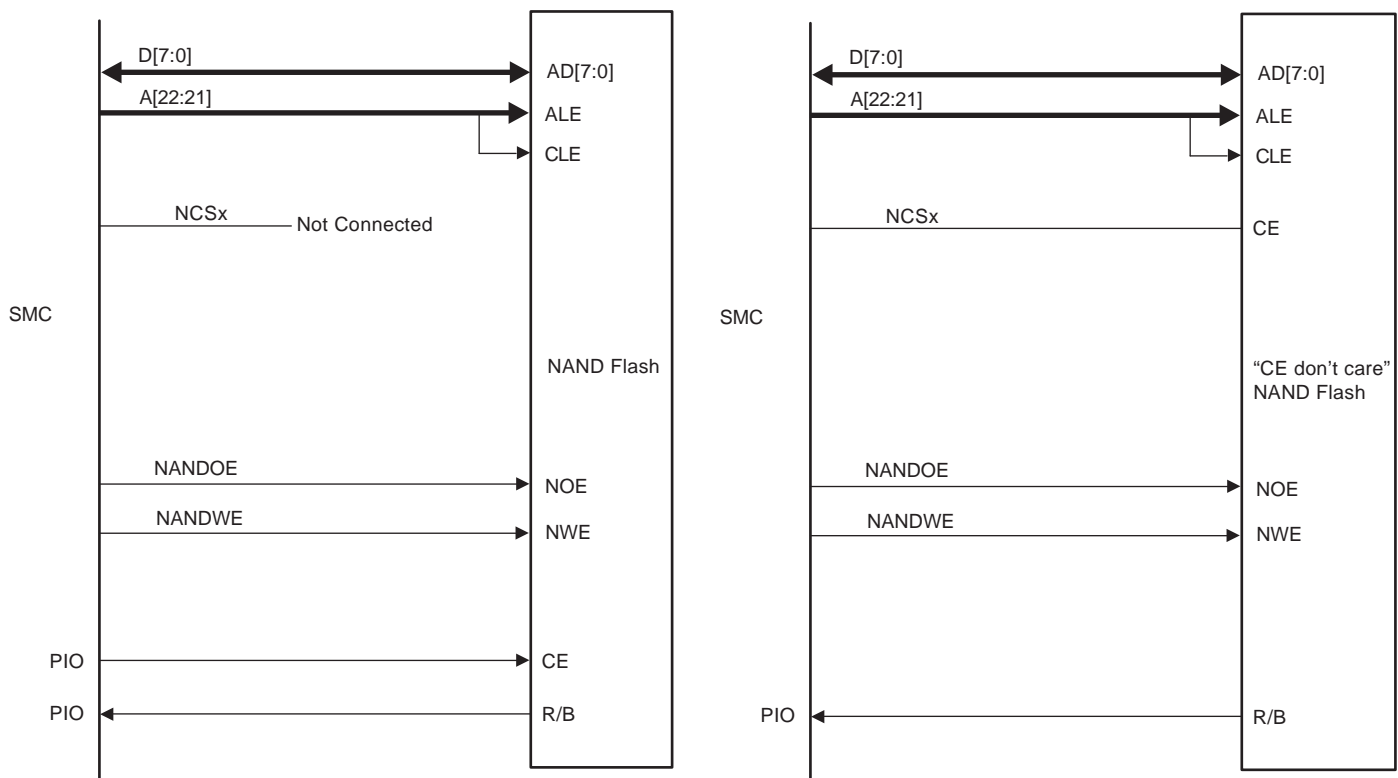 D[7:0]
AD[7:0]
A[22:21]
ALE
CLE
NCSx
Not Connected
SMC
NAND Flash
NANDOE
NOE
NANDWE
NWE
PIO
CE
PIO
R/B
D[7:0]
AD[7:0]
A[22:21]
ALE
CLE
NCSx
CE
SMC
“CE don’t care”
NAND Flash
NANDOE
NOE
NANDWE
NWE
PIO
R/B